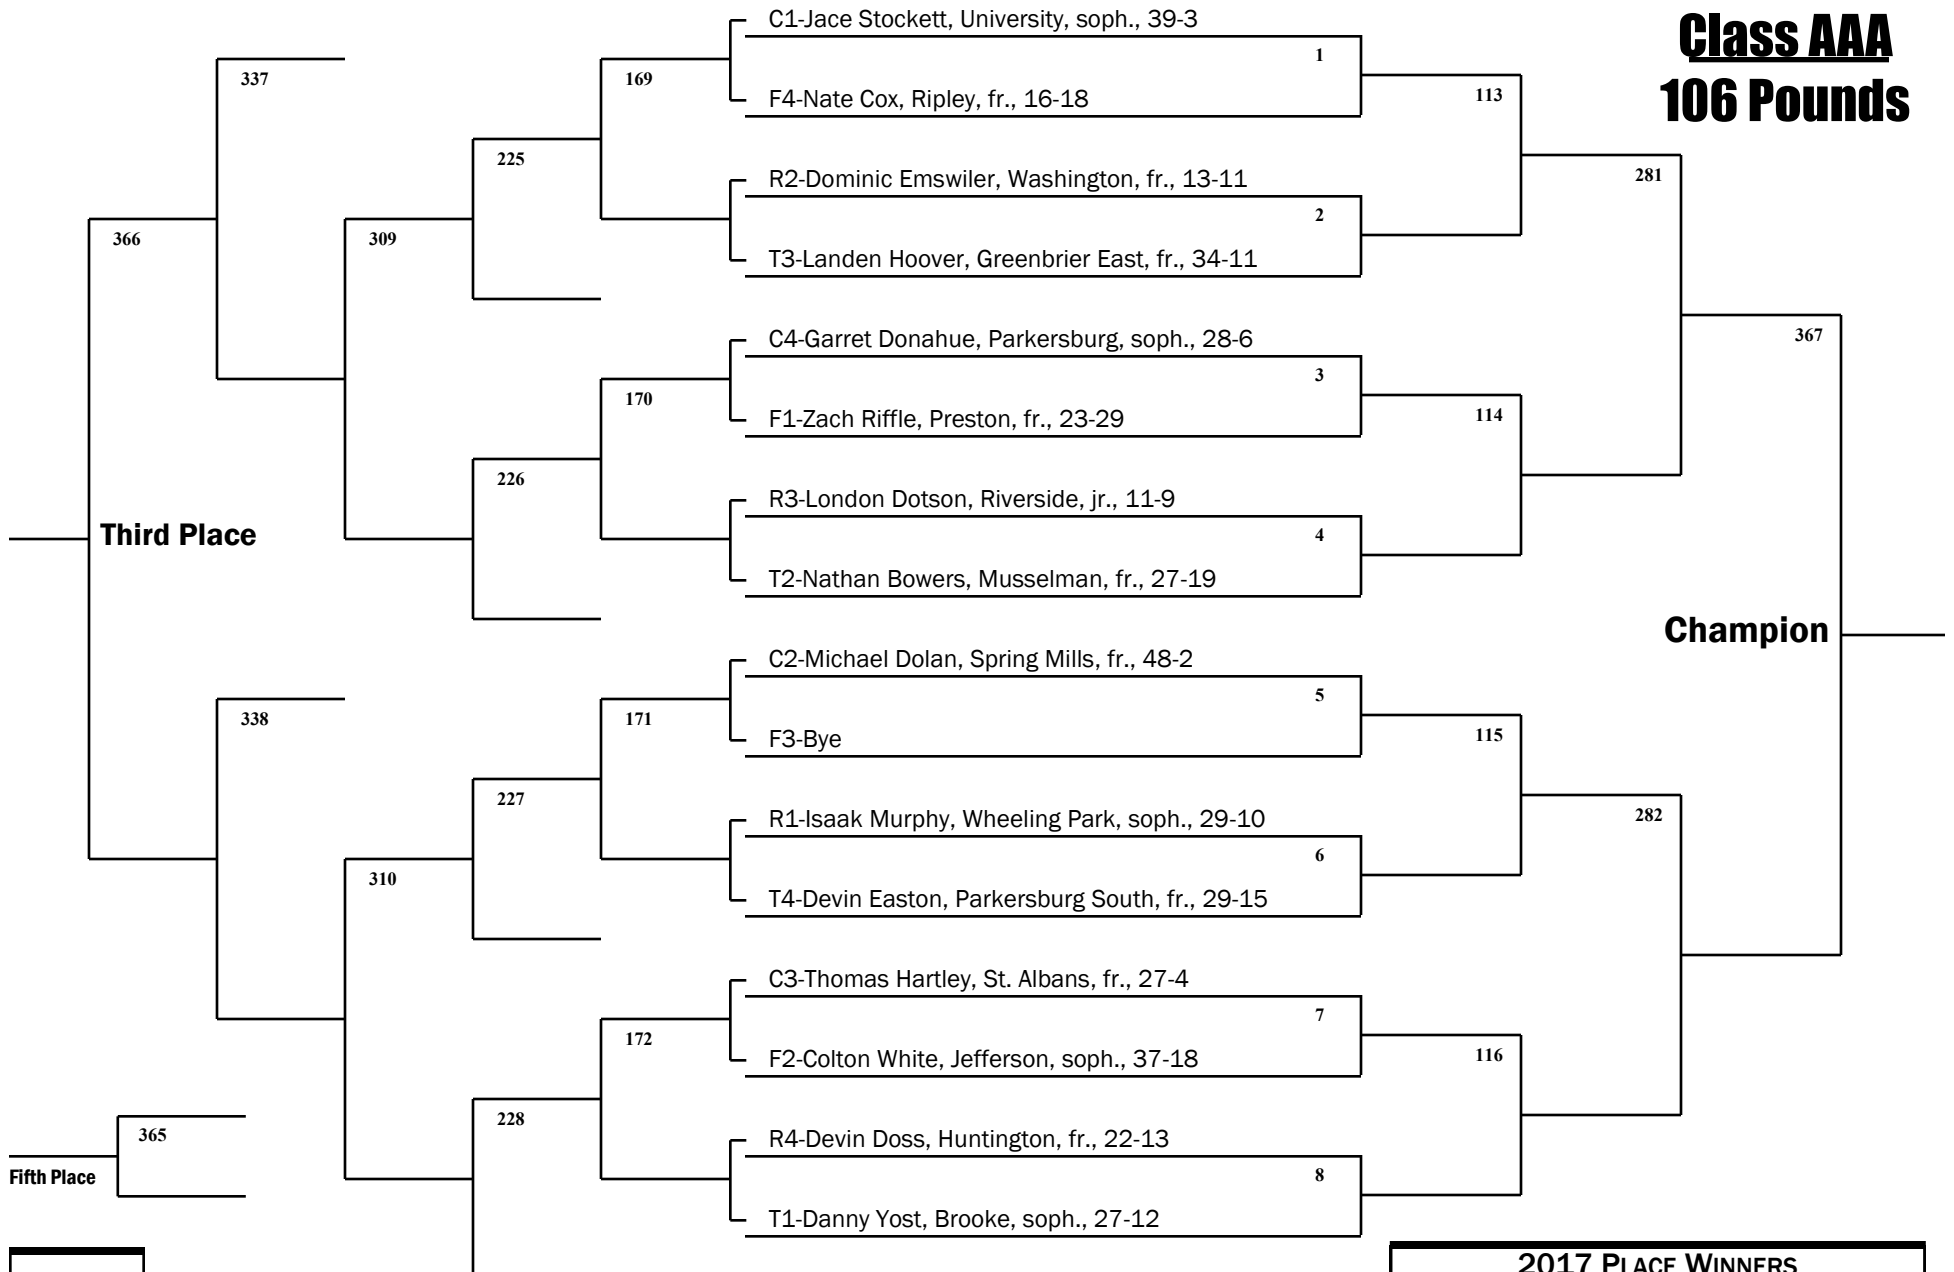 Class AAA
106 Pounds
C1-Jace Stockett, University, soph., 39-3
1
337
169
F4-Nate Cox, Ripley, fr., 16-18
113
225
R2-Dominic Emswiler, Washington, fr., 13-11
281
2
366
309
T3-Landen Hoover, Greenbrier East, fr., 34-11
C4-Garret Donahue, Parkersburg, soph., 28-6
367
3
170
F1-Zach Riffle, Preston, fr., 23-29
114
226
R3-London Dotson, Riverside, jr., 11-9
4
Third Place
T2-Nathan Bowers, Musselman, fr., 27-19
Champion
C2-Michael Dolan, Spring Mills, fr., 48-2
5
338
171
F3-Bye
115
227
R1-Isaak Murphy, Wheeling Park, soph., 29-10
282
6
310
T4-Devin Easton, Parkersburg South, fr., 29-15
C3-Thomas Hartley, St. Albans, fr., 27-4
7
172
F2-Colton White, Jefferson, soph., 37-18
116
228
365
R4-Devin Doss, Huntington, fr., 22-13
Fifth Place
8
T1-Danny Yost, Brooke, soph., 27-12
2017 PLACE WINNERS